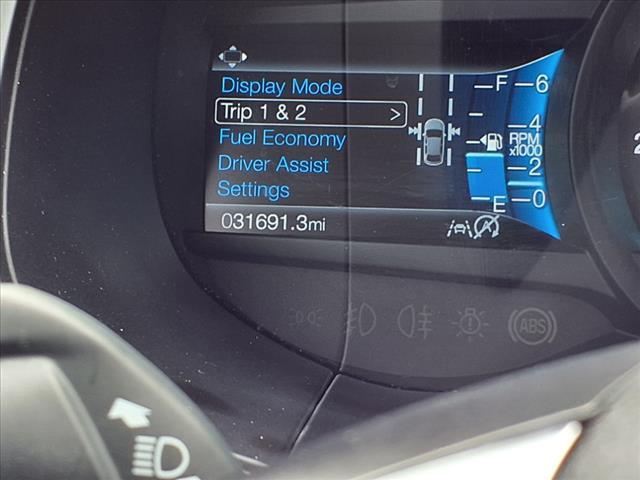 Display Mode
Trip 1 & 2 >
Fuel Economy
Driver Assist
Settings
031691.3mi
F
E
6
4
RPM
x1000
2
0
ABS
2